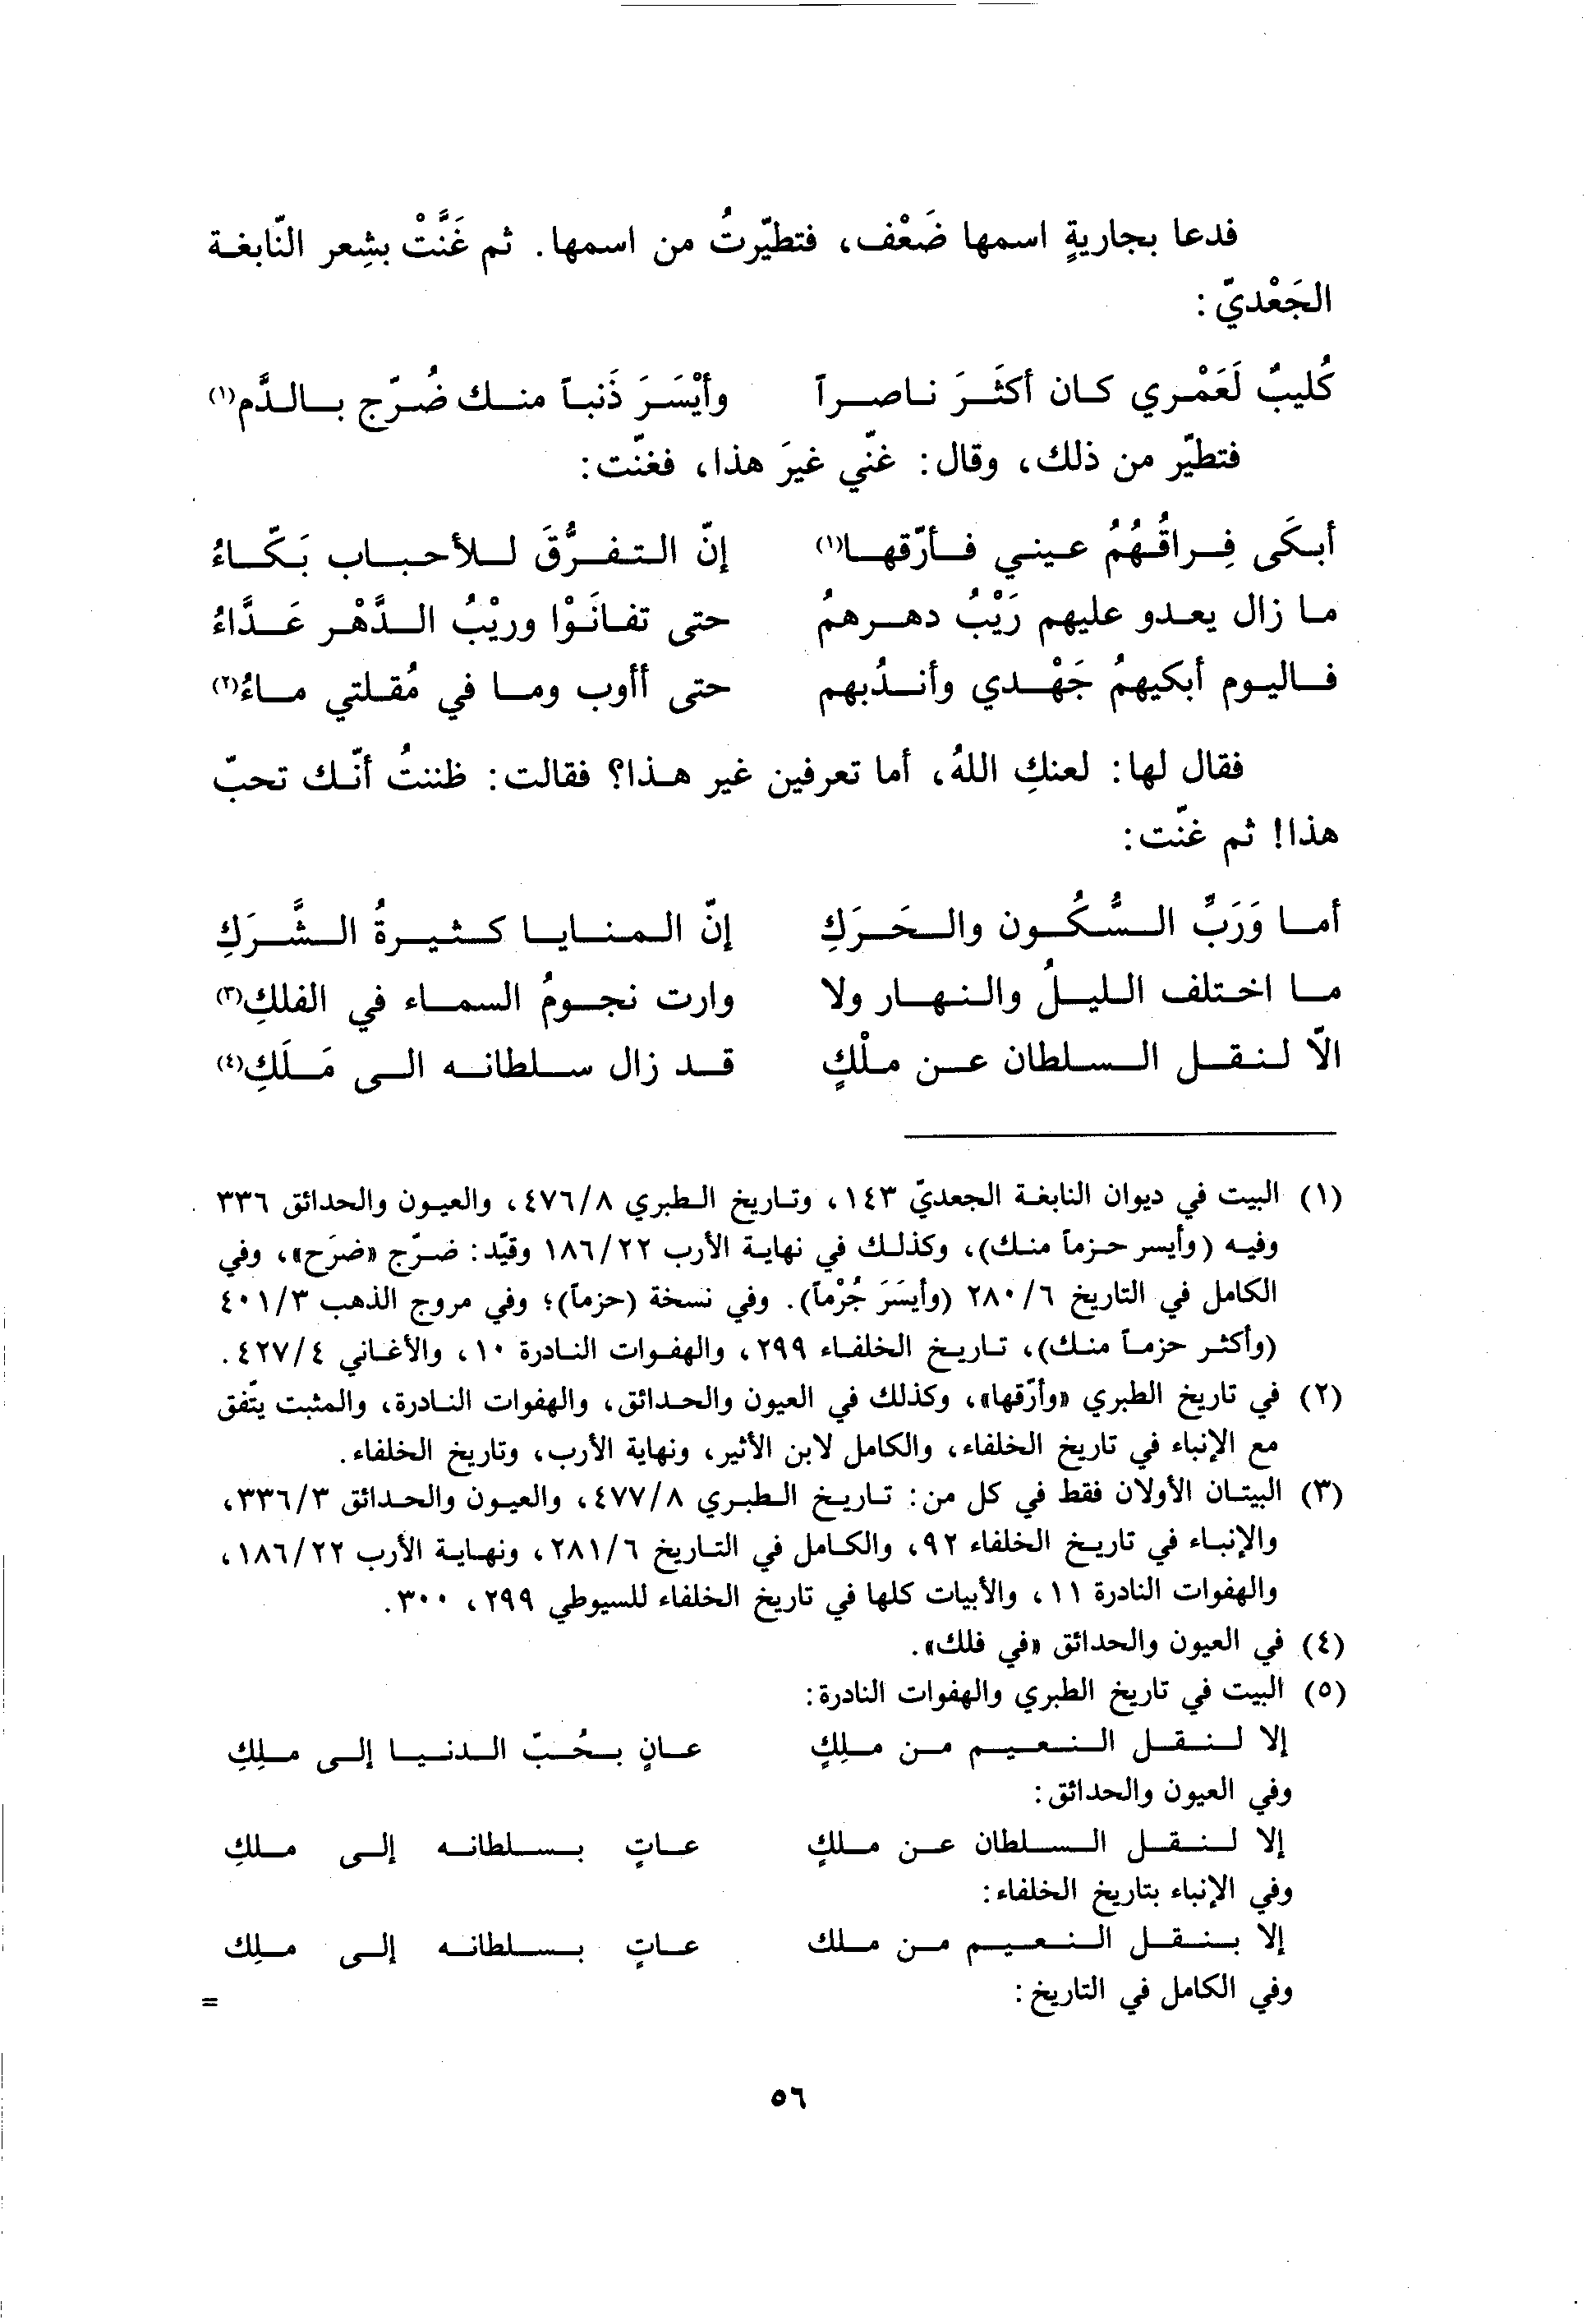 فدعا بجاريةٍ اسمها ضَعْف، فتطيّرتُ من اسمها. ثم غَنَّتْ بشِعر النّابغة
الجَعْديّ:
كُليبٌ لَعَمْري كان أكثَرَ ناصراً وأيْسَرَ ذَنباً منك ضُرّج بالدَّم(١)
فتطيّر من ذلك، وقال: غنّي غيرَ هذا، فغنّت:
أبكَى فِراقُهُمُ عيني فأرّقها(١) إنّ التفرُّقَ للأحباب بَكّاءُ
ما زال يعدو عليهم رَيْبُ دهرهمُ حتى تفانَوْا وريْبُ الدَّهْر عَدَّاءُ
فاليوم أبكيهمُ جَهْدي وأندُبهم حتى أأوب وما في مُقلتي ماءُ(٢)
فقال لها: لعنكِ اللهُ، أما تعرفين غير هذا؟ فقالت: ظننتُ أنّك تحبّ
هذا! ثم غنّت:
أما وَرَبِّ السُّكُون والحَرَكِ إنّ المنايا كثيرةُ الشَّرَكِ
ما اختلف الليلُ والنهار ولا وارت نجومُ السماء في الفلكِ(٣)
الاّ لنقل السلطان عن ملْكٍ قد زال سلطانه الى مَلَكِ(٤)
(١) البيت في ديوان النابغة الجعديّ ١٤٣، وتاريخ الطبري ٤٧٦/٨، والعيون والحدائق ٣٣٦
وفيه (وأيسر حزماً منك)، وكذلك في نهاية الأرب ١٨٦/٢٢ وقيّد: ضرّج «ضرَح»، وفي
الكامل في التاريخ ٢٨٠/٦ (وأيسَرَ جُرْماً). وفي نسخة (حزماً)؛ وفي مروج الذهب ٤٠١/٣
(وأكثر حزماً منك)، تاريخ الخلفاء ٢٩٩، والهفوات النادرة ١٠، والأغاني ٤٢٧/٤.
(٢) في تاريخ الطبري «وأرّقها»، وكذلك في العيون والحدائق، والهفوات النادرة، والمثبت يتّفق
مع الإنباء في تاريخ الخلفاء، والكامل لابن الأثير، ونهاية الأرب، وتاريخ الخلفاء.
(٣) البيتان الأولان فقط في كل من: تاريخ الطبري ٤٧٧/٨، والعيون والحدائق ٣٣٦/٣،
والإنباء في تاريخ الخلفاء ٩٢، والكامل في التاريخ ٢٨١/٦، ونهاية الأرب ١٨٦/٢٢،
والهفوات النادرة ١١، والأبيات كلها في تاريخ الخلفاء للسيوطي ٢٩٩، ٣٠٠.
(٤) في العيون والحدائق «في فلك».
(٥) البيت في تاريخ الطبري والهفوات النادرة:
إلا لنقل النعيم من ملِكٍ عانٍ بحُبّ الدنيا إلى ملِكِ
وفي العيون والحدائق:
إلا لنقل السلطان عن ملكٍ عاتٍ بسلطانه إلى ملكِ
وفي الإنباء بتاريخ الخلفاء:
إلا بنقل النعيم من ملك عاتٍ بسلطانه إلى ملِك
وفي الكامل في التاريخ:
=
٥٦